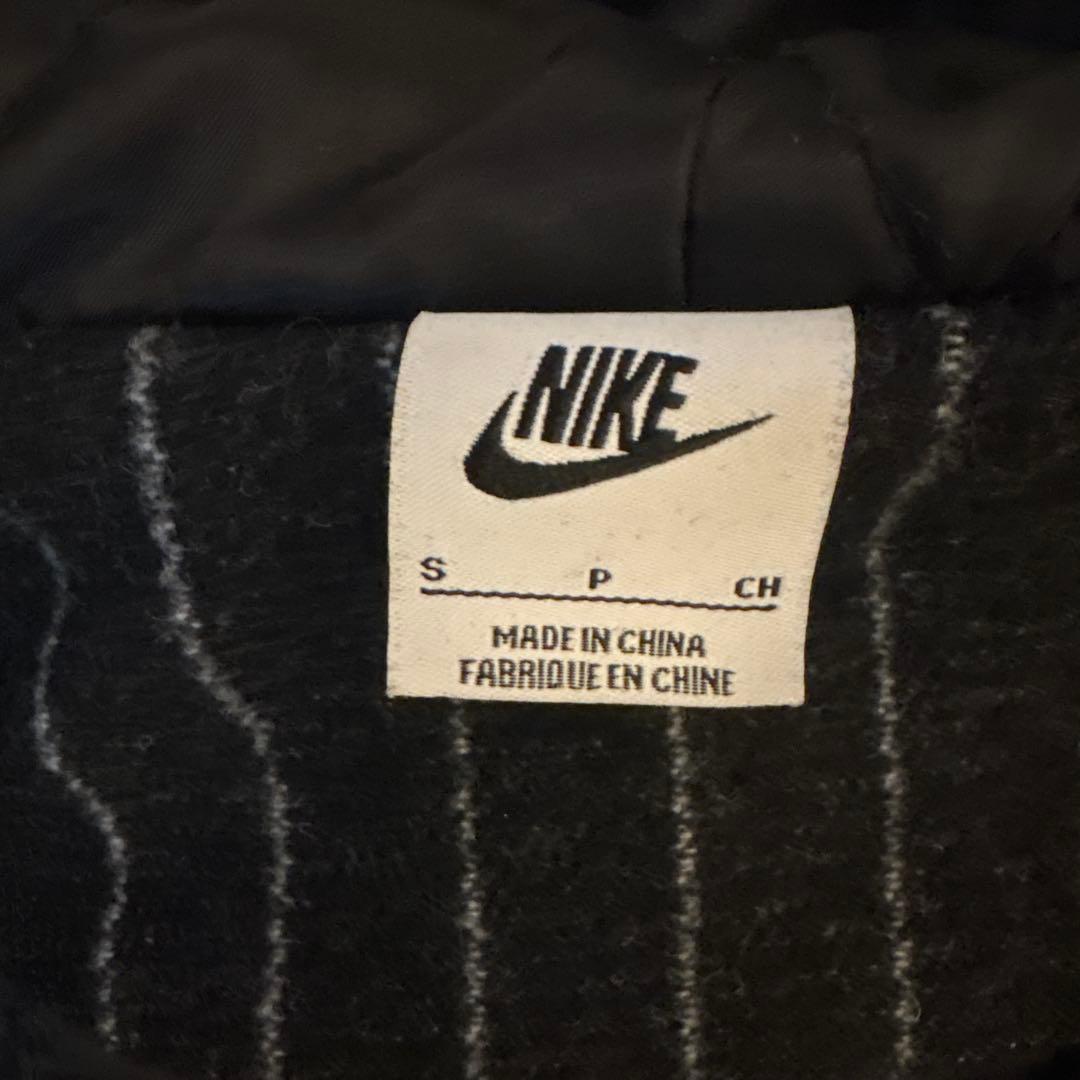 NIKE
S P CH
MADE IN CHINA
FABRIQUE EN CHINE